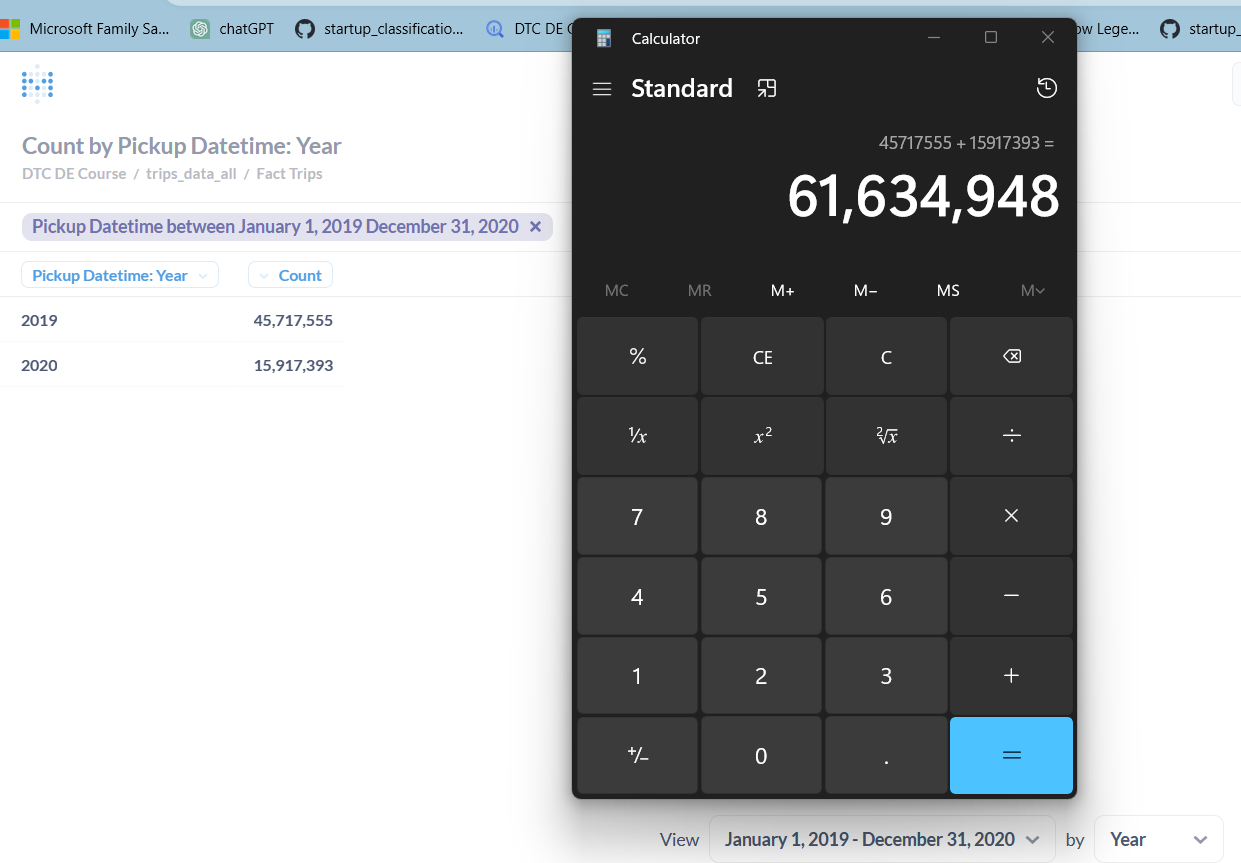 Microsoft Family Sa...
chatGPT
startup_classificatio...
DTC DE
ow Lege...
startup_
Calculator
Standard
45717555 + 15917393 =
61,634,948
MC MR M+ M− MS M
% CE C
¹/x x² ²√x ÷
7 8 9 ×
4 5 6 −
1 2 3 +
+/− 0 . =
Count by Pickup Datetime: Year
DTC DE Course / trips_data_all / Fact Trips
Pickup Datetime between January 1, 2019 December 31, 2020 ×
Pickup Datetime: Year Count
2019 45,717,555
2020 15,917,393
View January 1, 2019 - December 31, 2020 by Year